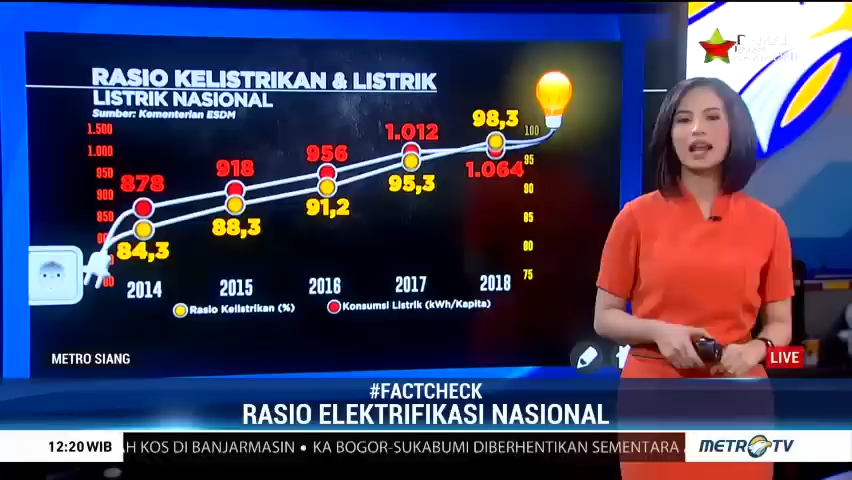 RASIO KELISTRIKAN & LISTRIK
LISTRIK NASIONAL
Sumber: Kementerian ESDM
1.500
1.000
950
900
850
878
918
956
1.012
98,3
84,3
88,3
91,2
95,3
1.064
100
95
90
85
80
75
2014
2015
2016
2017
2018
Rasio Kelistrikan (%)
Konsumsi Listrik (kWh/Kapita)
METRO SIANG
LIVE
#FACTCHECK
RASIO ELEKTRIFIKASI NASIONAL
12:20 WIB
AH KOS DI BANJARMASIN • KA BOGOR-SUKABUMI DIBERHENTIKAN SEMENTARA
METRO TV